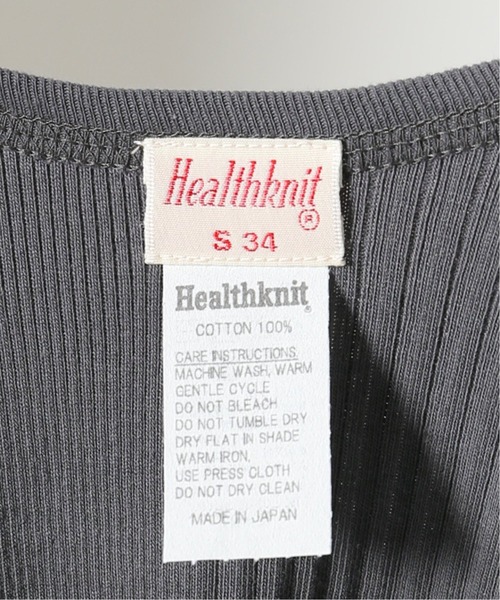 Healthknit®
S 34
Healthknit®
COTTON 100%
CARE INSTRUCTIONS
MACHINE WASH, WARM
GENTLE CYCLE
DO NOT BLEACH
DO NOT TUMBLE DRY
DRY FLAT IN SHADE
WARM IRON,
USE PRESS CLOTH
DO NOT DRY CLEAN
MADE IN JAPAN